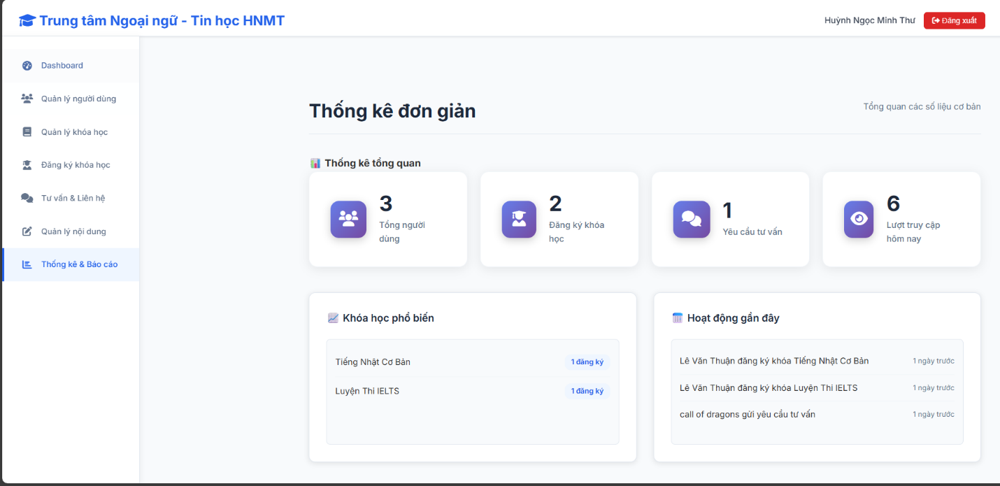 Trung tâm Ngoại ngữ - Tin học HNMT
Huỳnh Ngọc Minh Thư
Đăng xuất
Dashboard
Quản lý người dùng
Quản lý khóa học
Đăng ký khóa học
Tư vấn & Liên hệ
Quản lý nội dung
Thống kê & Báo cáo
Thống kê đơn giản
Tổng quan các số liệu cơ bản
Thống kê tổng quan
3
Tổng người
dùng
2
Đăng ký khóa
học
1
Yêu cầu tư vấn
6
Lượt truy cập
hôm nay
Khóa học phổ biến
Tiếng Nhật Cơ Bản
1 đăng ký
Luyện Thi IELTS
1 đăng ký
Hoạt động gần đây
Lê Văn Thuận đăng ký khóa Tiếng Nhật Cơ Bản
1 ngày trước
Lê Văn Thuận đăng ký khóa Luyện Thi IELTS
1 ngày trước
call of dragons gửi yêu cầu tư vấn
1 ngày trước